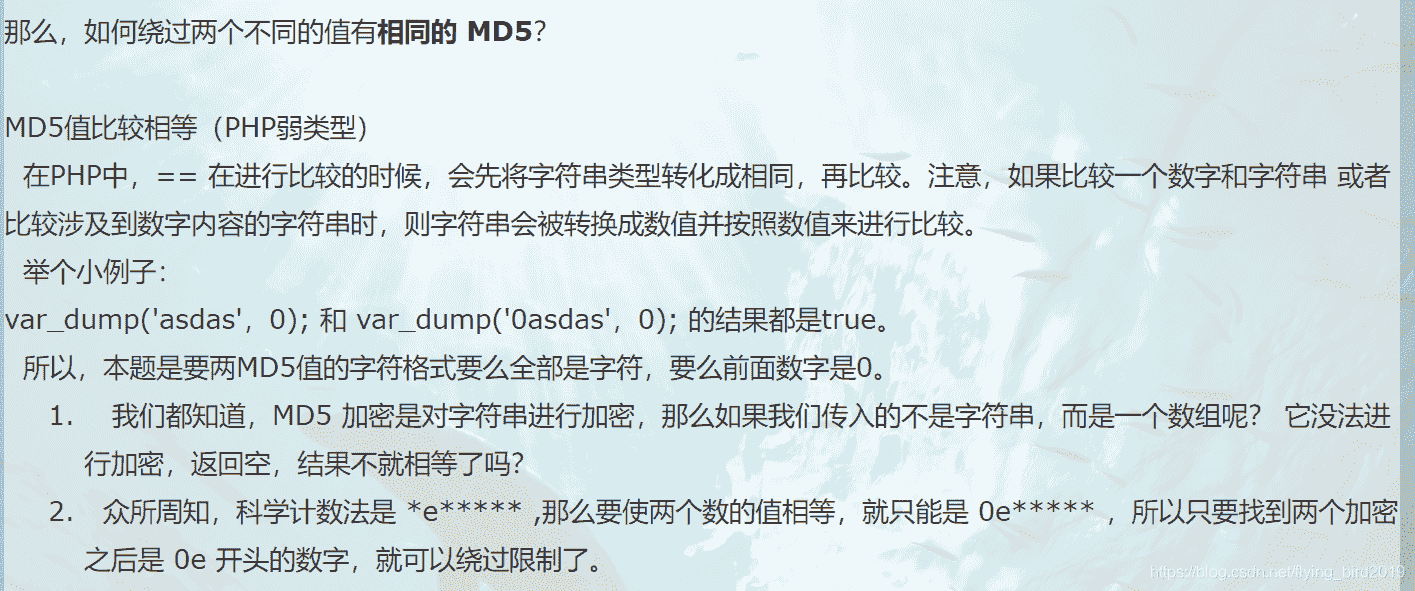 那么，如何绕过两个不同的值有相同的 MD5？
MD5值比较相等（PHP弱类型）
在PHP中，== 在进行比较的时候，会先将字符串类型转化成相同，再比较。注意，如果比较一个数字和字符串 或者
比较涉及到数字内容的字符串时，则字符串会被转换成数值并按照数值来进行比较。
举个小例子：
var_dump('asdas'，0); 和 var_dump('0asdas'，0); 的结果都是true。
所以，本题是要两MD5值的字符格式要么全部是字符，要么前面数字是0。
1. 我们都知道，MD5 加密是对字符串进行加密，那么如果我们传入的不是字符串，而是一个数组呢？ 它没法进
行加密，返回空，结果不就相等了吗？
2. 众所周知，科学计数法是 *e***** ,那么要使两个数的值相等，就只能是 0e***** ，所以只要找到两个加密
之后是 0e 开头的数字，就可以绕过限制了。
https://blog.csdn.net/flying_bird2019